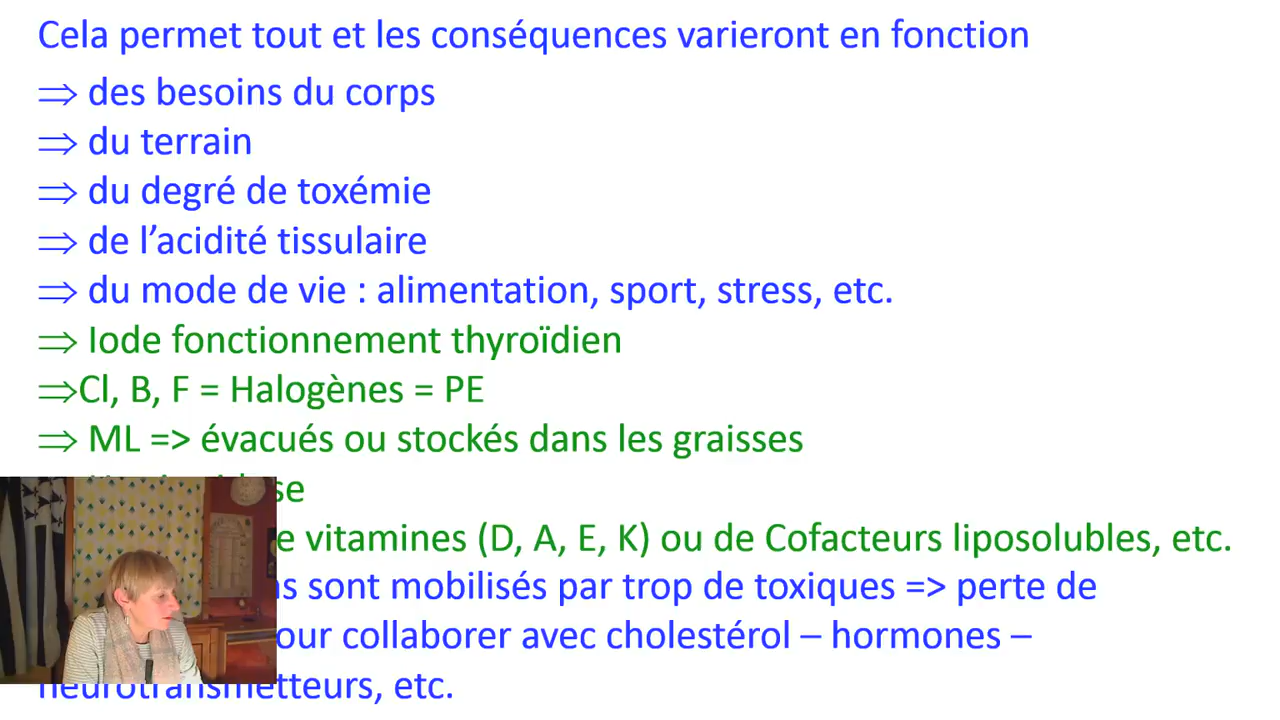 Cela permet tout et les conséquences varieront en fonction
⇒ des besoins du corps
⇒ du terrain
⇒ du degré de toxémie
⇒ de l’acidité tissulaire
⇒ du mode de vie : alimentation, sport, stress, etc.
⇒ Iode fonctionnement thyroïdien
⇒Cl, B, F = Halogènes = PE
⇒ ML => évacués ou stockés dans les graisses
vitamines (D, A, E, K) ou de Cofacteurs liposolubles, etc.
sont mobilisés par trop de toxiques => perte de
collaborer avec cholestérol – hormones –
neurotransmetteurs, etc.